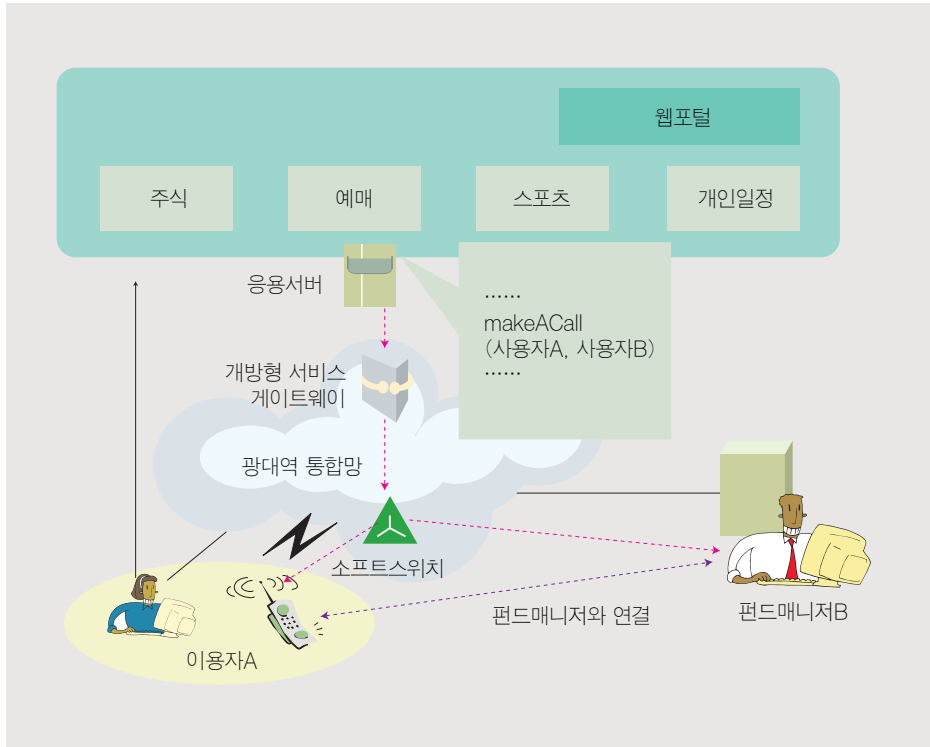 웹포털
주식
예매
스포츠
개인일정
응용서버
······
makeACall
(사용자A, 사용자B)
······
개방형 서비스
게이트웨이
광대역 통합망
소프트스위치
펀드매니저와 연결
펀드매니저B
이용자A